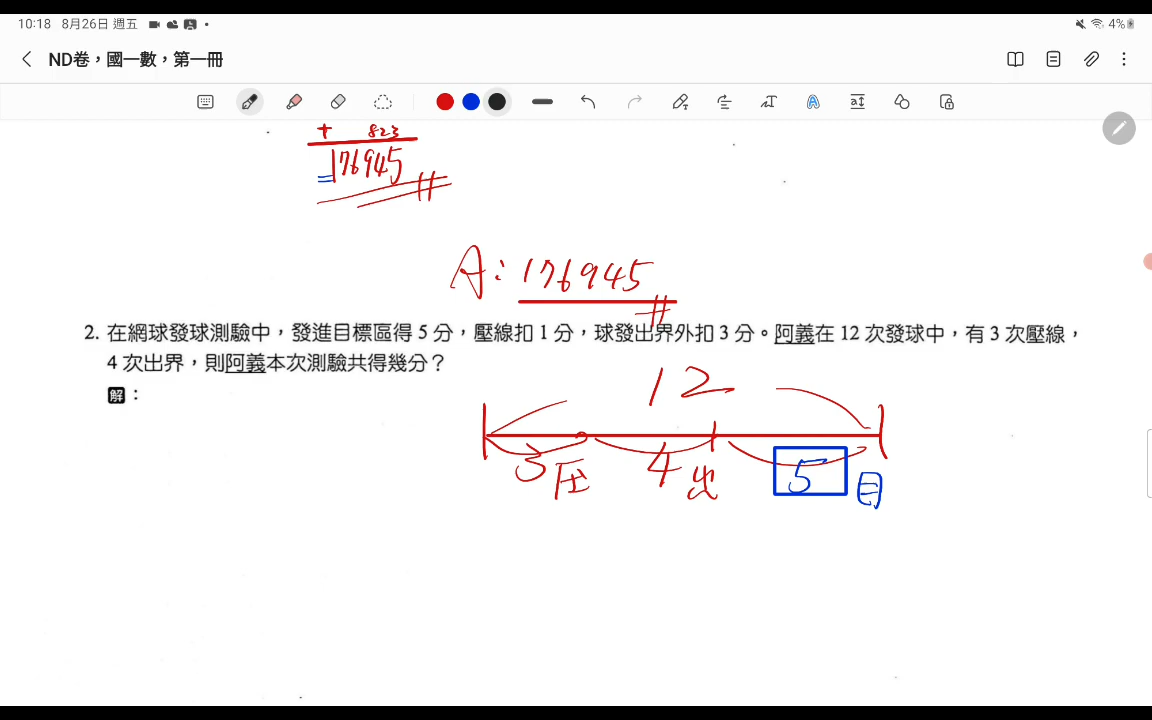 10:18 8月26日 週五
4%
ND卷，國一數，第一冊
+ 823
=176945
A：176945
2. 在網球發球測驗中，發進目標區得 5 分，壓線扣 1 分，球發出界外扣 3 分。阿義在 12 次發球中，有 3 次壓線，
4 次出界，則阿義本次測驗共得幾分？
解：
12
3 压 4 出 5 目